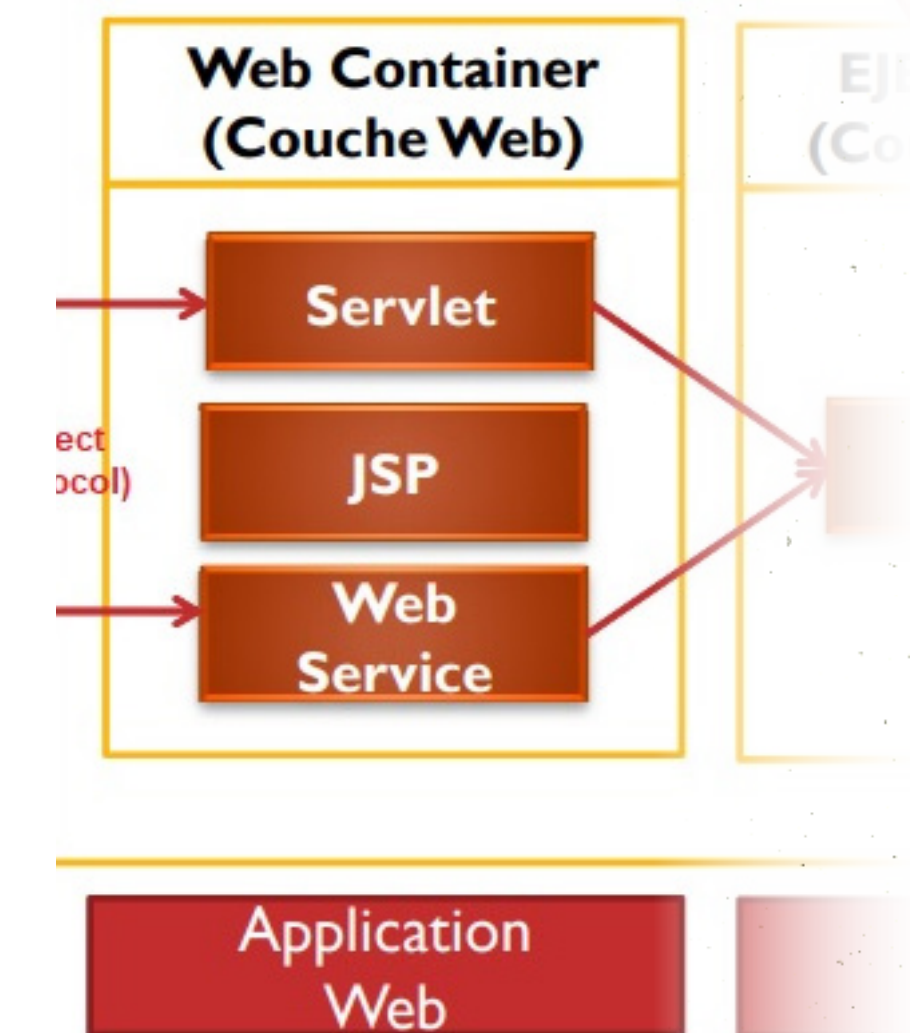 Web Container
(Couche Web)
Servlet
JSP
Web
Service
Application
Web